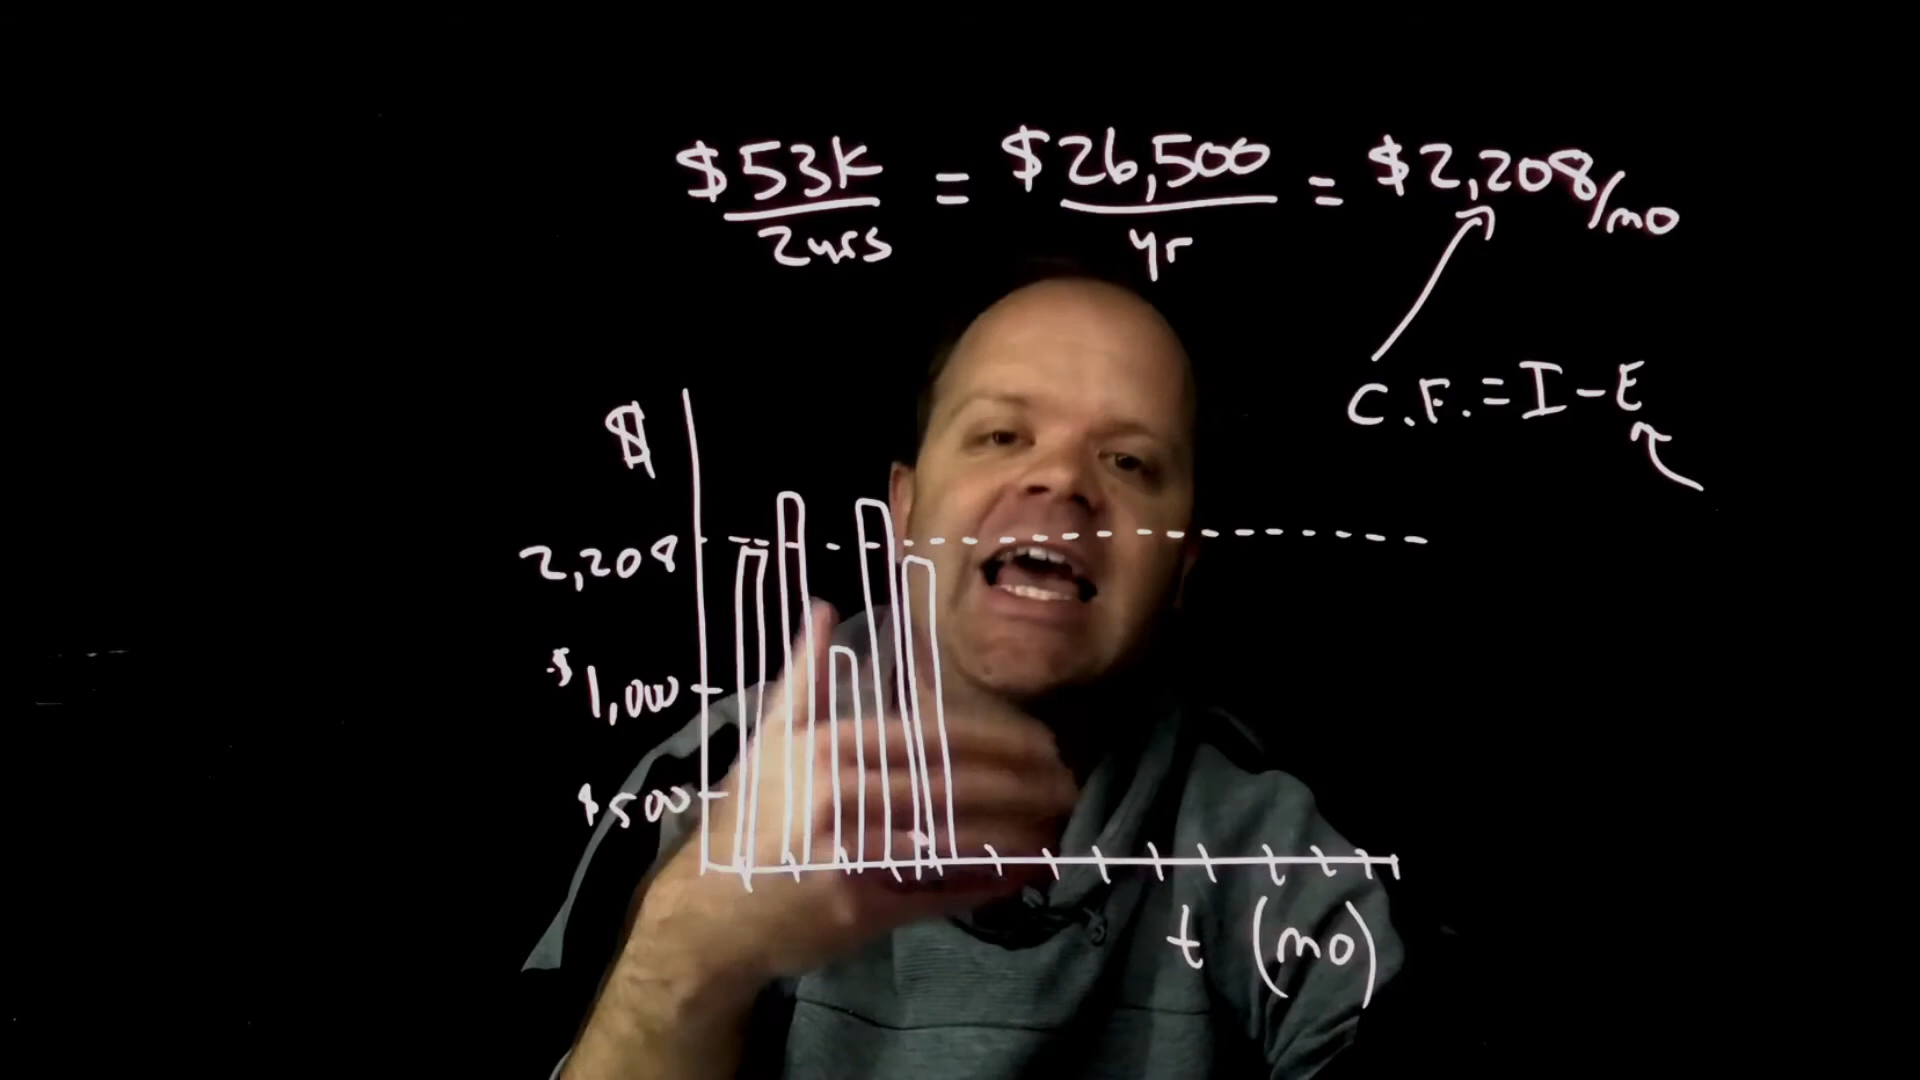 $53K = $26,500 = $2,208/mo
2yrs yr
C.F. = I - E
$
2,208
$1,000
$500
t (mo)